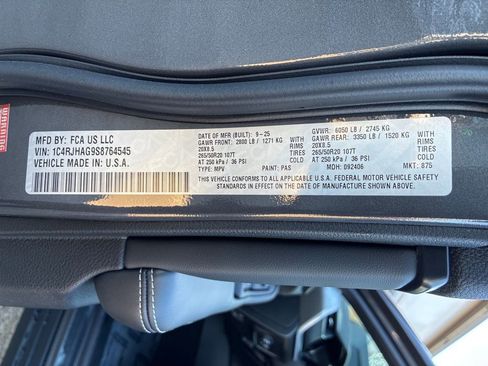 WARNING
MFD BY: FCA US LLC
VIN: 1C4RJHAG9S8764545
VEHICLE MADE IN: U.S.A.
DATE OF MFR (BUILT): 9-25
GAWR FRONT: 2800 LB / 1271 KG
20X8.5 RIMS
265/50R20 107T TIRES
AT 250 kPa / 36 PSI
TYPE: MPV PAINT: PAS
GVWR: 6050 LB / 2745 KG
GAWR REAR: 3350 LB / 1520 KG
20X8.5 RIMS
265/50R20 107T TIRES
AT 250 kPa / 36 PSI
MDH: 092406 MKT: 875
THIS VEHICLE CONFORMS TO ALL APPLICABLE U.S.A. FEDERAL MOTOR VEHICLE SAFETY
STANDARDS IN EFFECT ON THE DATE OF MANUFACTURE SHOWN ABOVE.